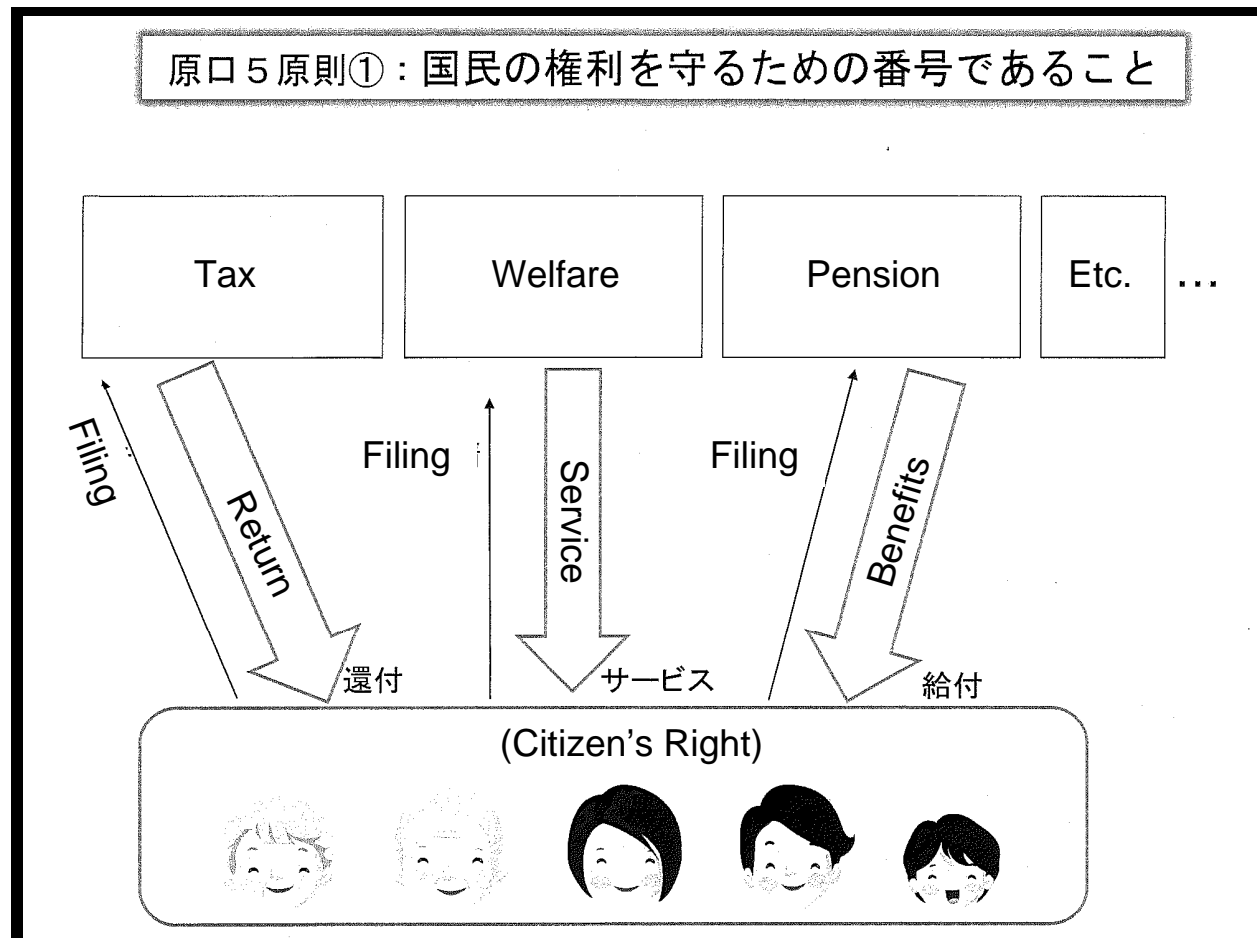 原口5原則①：国民の権利を守るための番号であること
Tax
Welfare
Pension
Etc.
...
Filing
Return
Filing
Service
Filing
Benefits
還付
サービス
給付
(Citizen's Right)